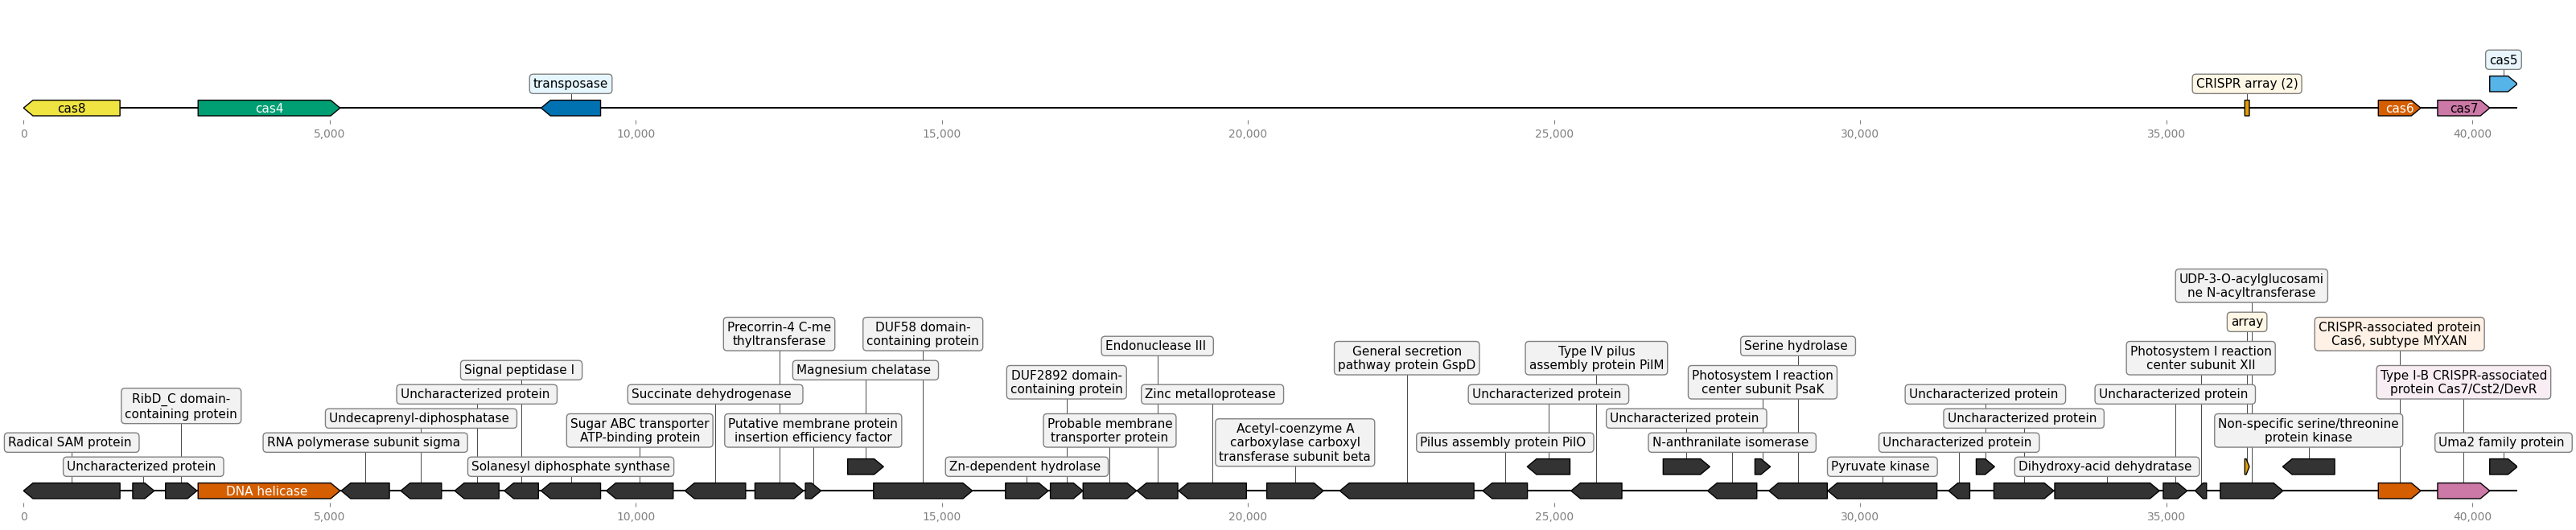 cas5
transposase
CRISPR array (2)
cas8
cas4
cas6
cas7
0
5,000
10,000
15,000
20,000
25,000
30,000
35,000
40,000
UDP-3-O-acylglucosami
ne N-acyltransferase
array
Precorrin-4 C-me
thyltransferase
DUF58 domain-
containing protein
CRISPR-associated protein
Cas6, subtype MYXAN
Endonuclease III
Serine hydrolase
General secretion
pathway protein GspD
Type IV pilus
assembly protein PilM
Photosystem I reaction
center subunit XII
Signal peptidase I
Magnesium chelatase
DUF2892 domain-
containing protein
Photosystem I reaction
center subunit PsaK
Type I-B CRISPR-associated
protein Cas7/Cst2/DevR
RibD_C domain-
containing protein
Uncharacterized protein
Succinate dehydrogenase
Zinc metalloprotease
Uncharacterized protein
Uncharacterized protein
Uncharacterized protein
Undecaprenyl-diphosphatase
Sugar ABC transporter
ATP-binding protein
Putative membrane protein
insertion efficiency factor
Probable membrane
transporter protein
Acetyl-coenzyme A
carboxylase carboxyl
transferase subunit beta
Uncharacterized protein
Uncharacterized protein
Non-specific serine/threonine
protein kinase
Radical SAM protein
RNA polymerase subunit sigma
Pilus assembly protein PilO
N-anthranilate isomerase
Uncharacterized protein
Uma2 family protein
Uncharacterized protein
Solanesyl diphosphate synthase
Zn-dependent hydrolase
Pyruvate kinase
Dihydroxy-acid dehydratase
DNA helicase
0
5,000
10,000
15,000
20,000
25,000
30,000
35,000
40,000